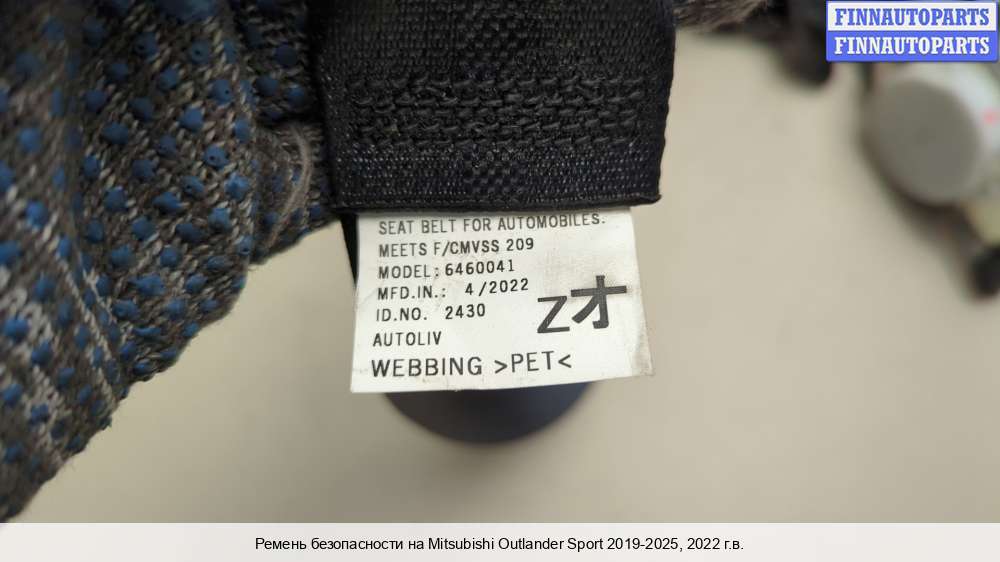 FINNAUTOPARTS
FINNAUTOPARTS
SEAT BELT FOR AUTOMOBILES.
MEETS F/CMVSS 209
MODEL: 6460041
MFD.IN.: 4/2022
ID.NO. 2430
Zオ
AUTOLIV
WEBBING >PET<
Ремень безопасности на Mitsubishi Outlander Sport 2019-2025, 2022 г.в.